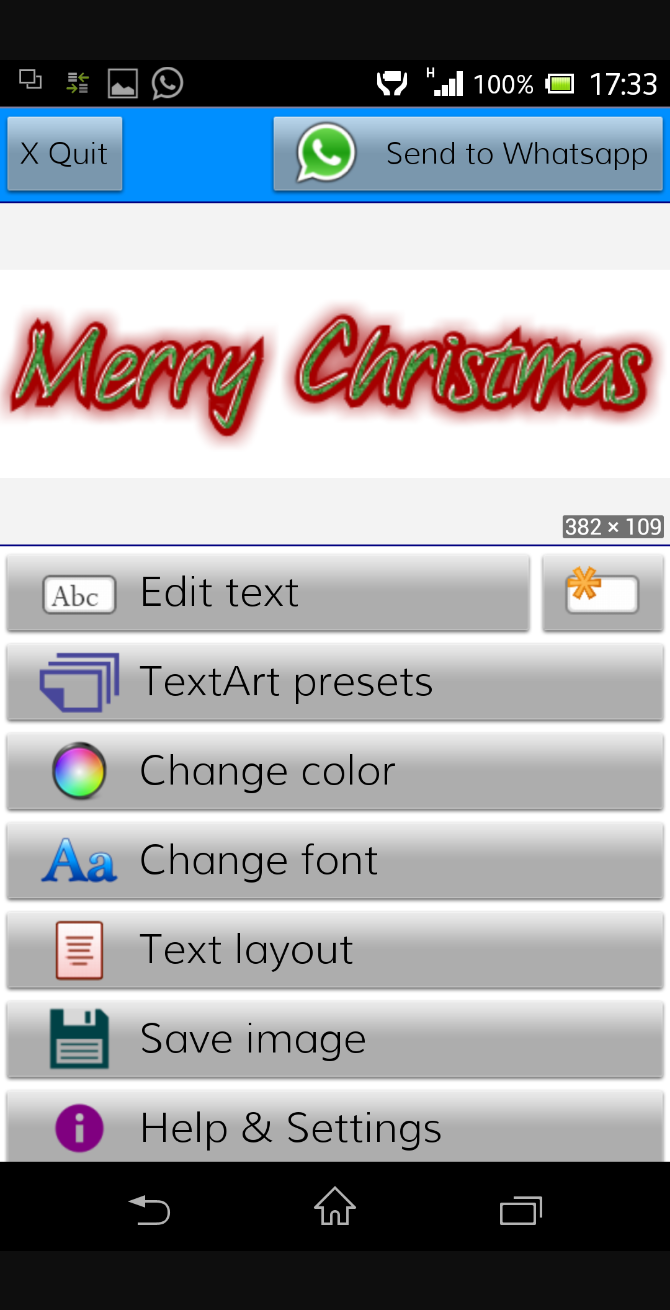 H 100% 17:33
X Quit Send to Whatsapp
Merry Christmas
382 × 109
Abc Edit text
TextArt presets
Change color
Aa Change font
Text layout
Save image
i Help & Settings